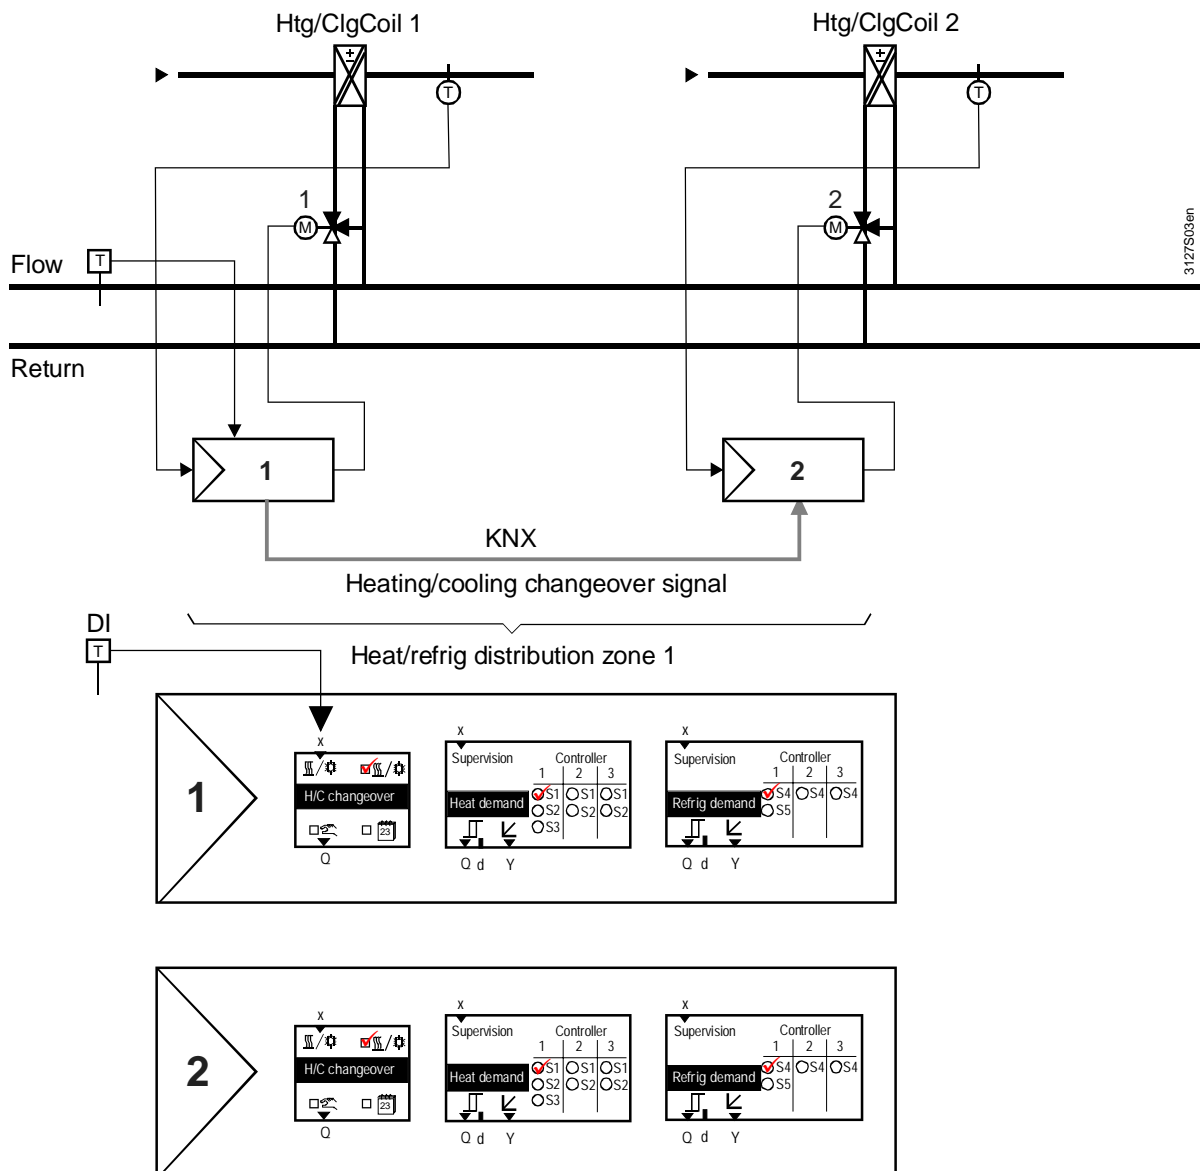 Htg/ClgCoil 1
Htg/ClgCoil 2
T
T
1
2
M
M
3127S03en
Flow
T
Return
1
2
KNX
Heating/cooling changeover signal
DI
T
Heat/refrig distribution zone 1
1
x
H/C changeover
23
Q
x
Supervision Controller
1 2 3
S1 S1 S1
Heat demand
S2 S2 S2
S3
Q d Y
x
Supervision Controller
1 2 3
S4 S4 S4
Refrig demand
S5
Q d Y
2
x
H/C changeover
23
Q
x
Supervision Controller
1 2 3
S1 S1 S1
Heat demand
S2 S2 S2
S3
Q d Y
x
Supervision Controller
1 2 3
S4 S4 S4
Refrig demand
S5
Q d Y